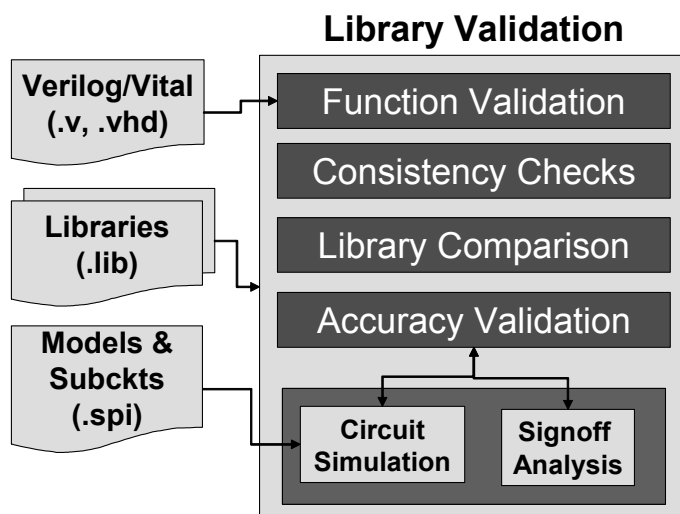 Library Validation
Verilog/Vital
(.v, .vhd)
Function Validation
Consistency Checks
Libraries
(.lib)
Library Comparison
Accuracy Validation
Models &
Subckts
(.spi)
Circuit
Simulation
Signoff
Analysis